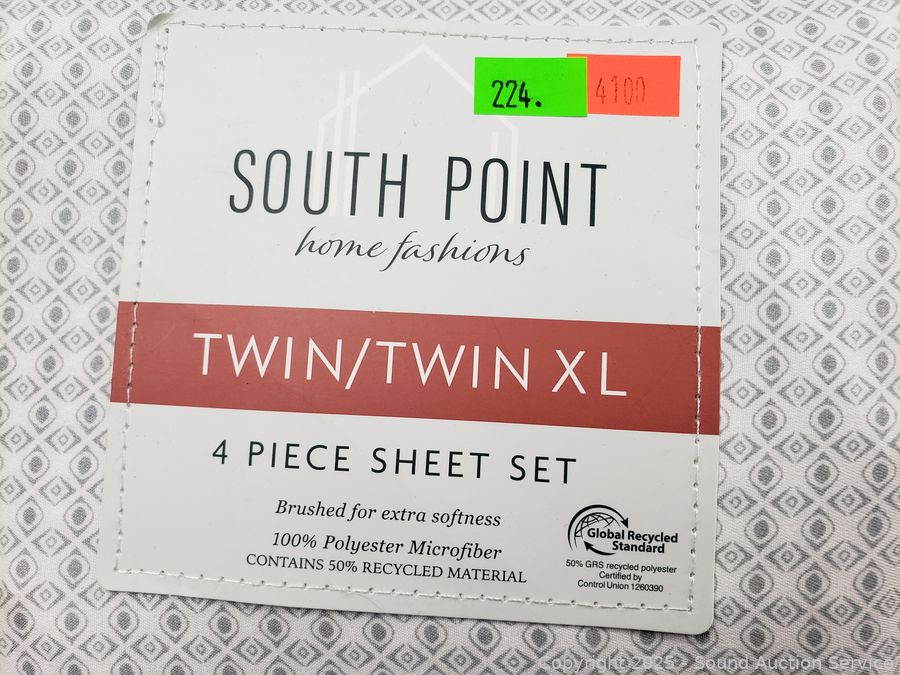 224.
4100
SOUTH POINT
home fashions
TWIN/TWIN XL
4 PIECE SHEET SET
Brushed for extra softness
100% Polyester Microfiber
CONTAINS 50% RECYCLED MATERIAL
Global Recycled
Standard
50% GRS recycled polyester
Certified by
Control Union 1260390
Copyright 2025 - Sound Auction Service